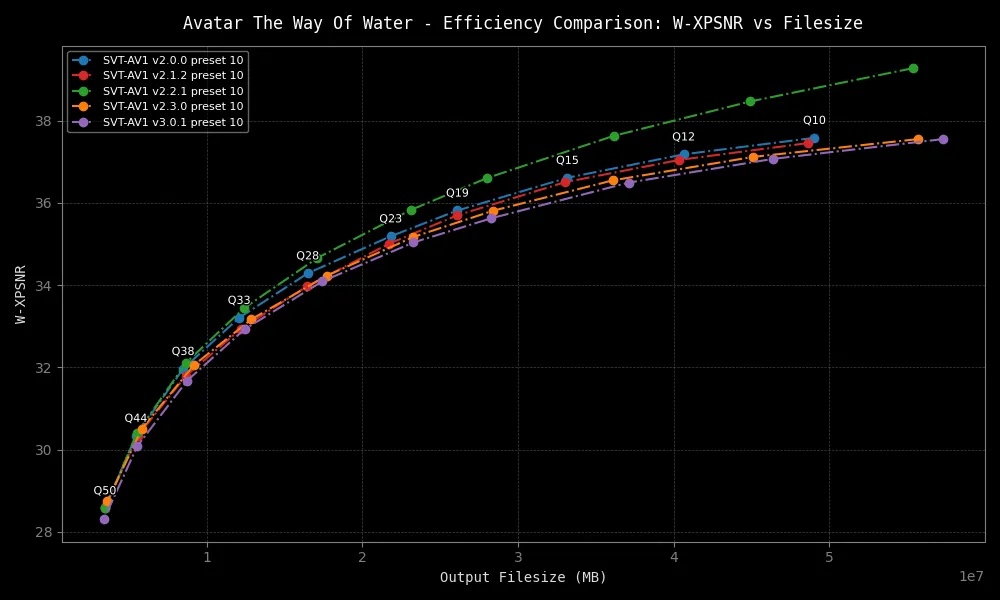 Avatar The Way Of Water - Efficiency Comparison: W-XPSNR vs Filesize
SVT-AV1 v2.0.0 preset 10
SVT-AV1 v2.1.2 preset 10
SVT-AV1 v2.2.1 preset 10
SVT-AV1 v2.3.0 preset 10
SVT-AV1 v3.0.1 preset 10
W-XPSNR
38
36
34
32
30
28
Q10
Q12
Q15
Q19
Q23
Q28
Q33
Q38
Q44
Q50
1
2
3
4
5
1e7
Output Filesize (MB)